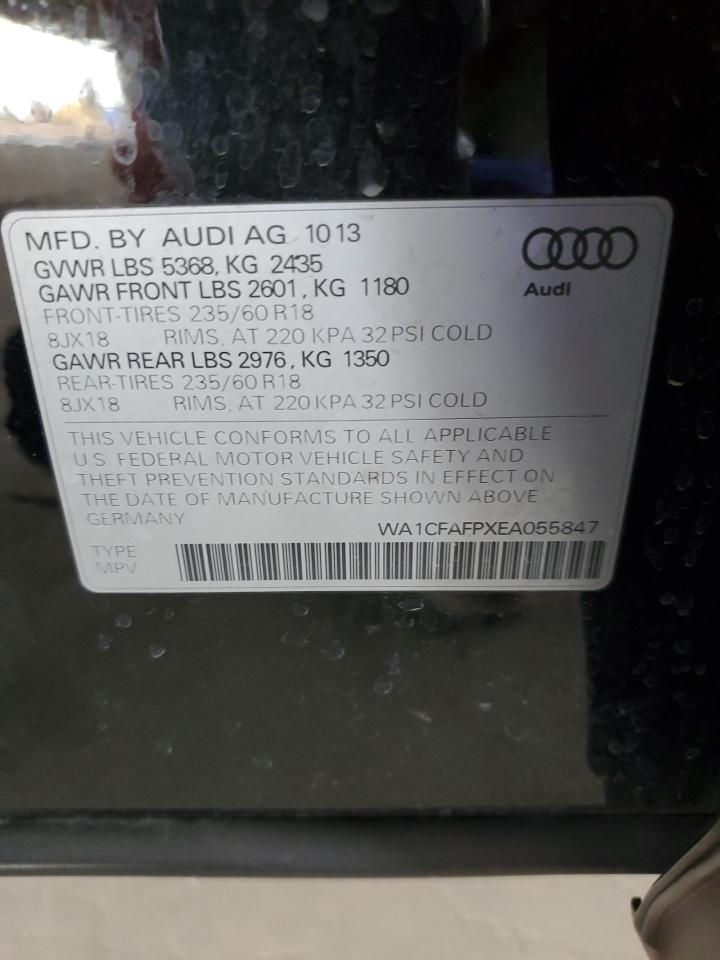 MFD. BY AUDI AG 10 13
GVWR LBS 5368, KG 2435
GAWR FRONT LBS 2601, KG 1180
FRONT-TIRES 235/60 R18
8JX18 RIMS, AT 220 KPA 32 PSI COLD
GAWR REAR LBS 2976, KG 1350
REAR-TIRES 235/60 R18
8JX18 RIMS, AT 220 KPA 32 PSI COLD
Audi
THIS VEHICLE CONFORMS TO ALL APPLICABLE
U.S. FEDERAL MOTOR VEHICLE SAFETY AND
THEFT PREVENTION STANDARDS IN EFFECT ON
THE DATE OF MANUFACTURE SHOWN ABOVE
GERMANY
WA1CFAFPXEA055847
TYPE
MPV